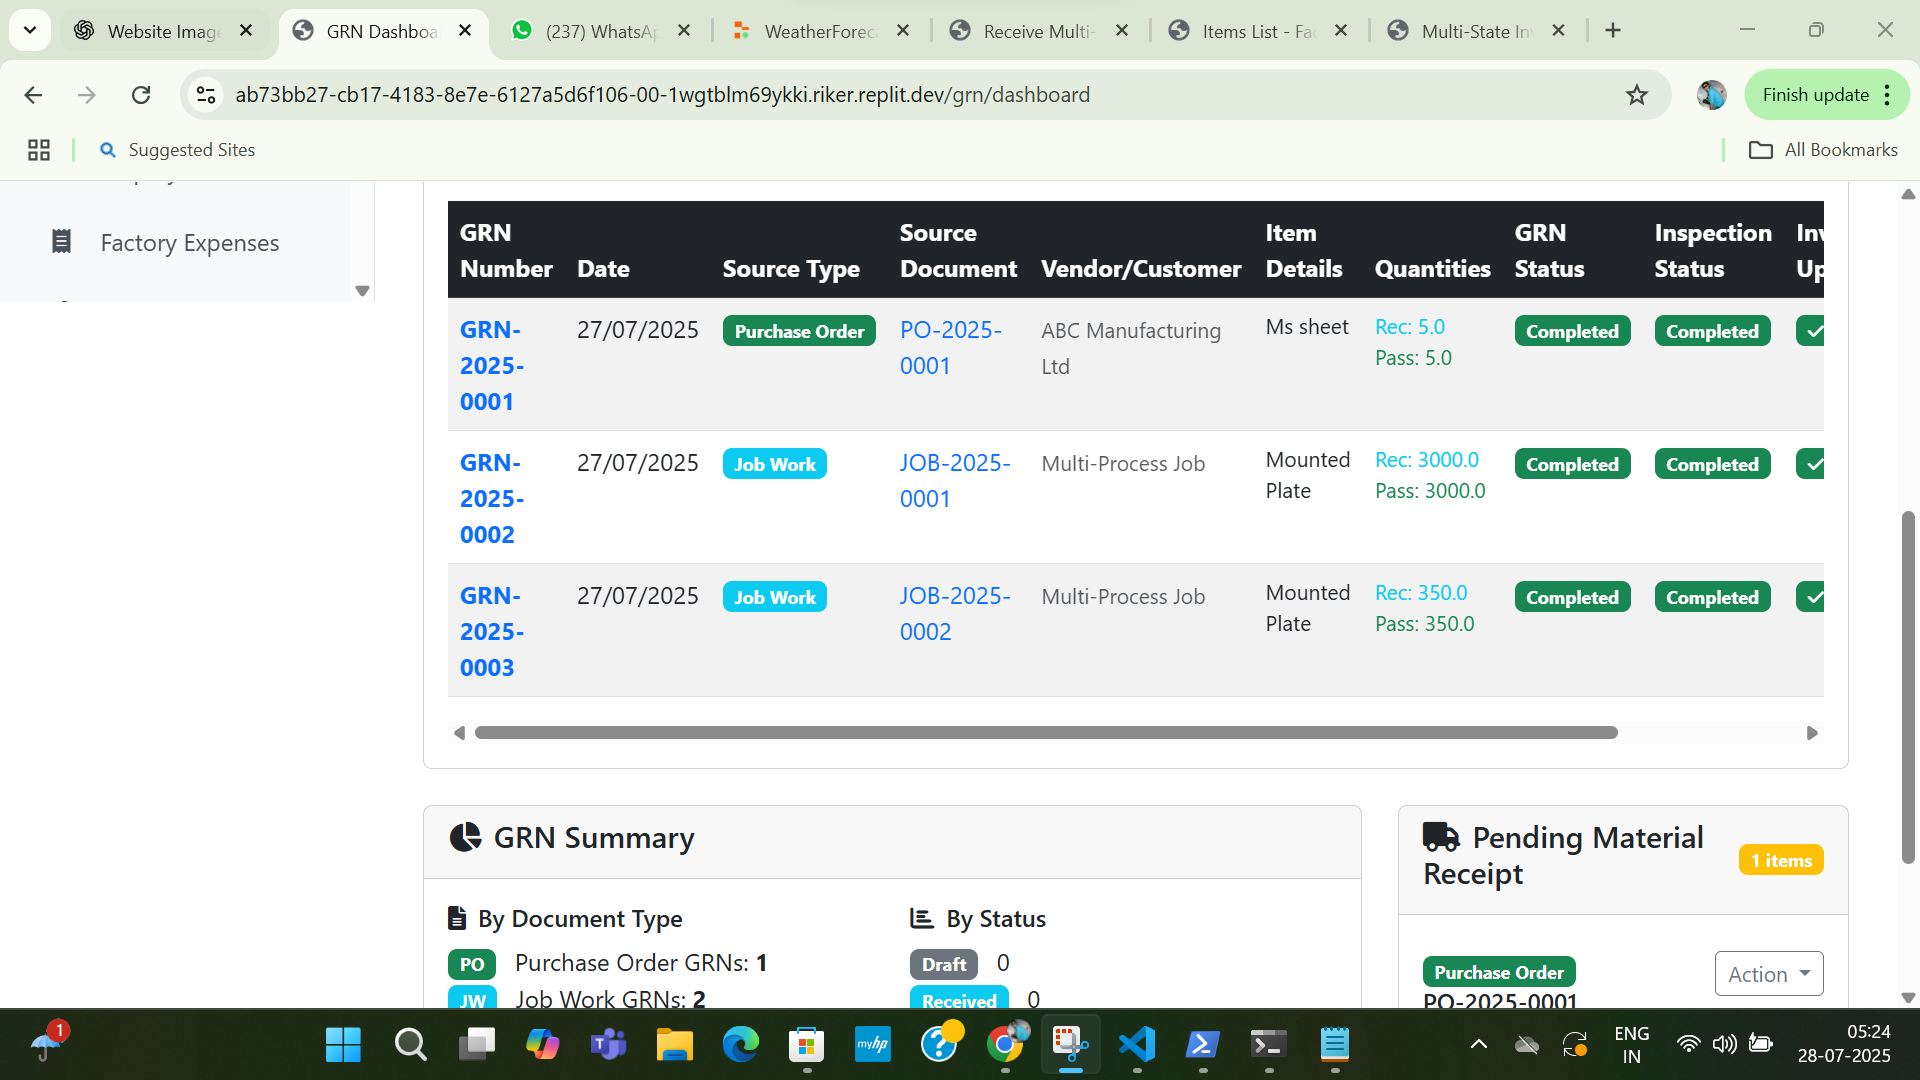 Website Imag
GRN Dashboa
(237) WhatsAp
WeatherForec
Receive Multi-
Items List - Fac
Multi-State In
ab73bb27-cb17-4183-8e7e-6127a5d6f106-00-1wgtblm69ykki.riker.replit.dev/grn/dashboard
Finish update
Suggested Sites
All Bookmarks
Factory Expenses
GRN Number
Date
Source Type
Source Document
Vendor/Customer
Item Details
Quantities
GRN Status
Inspection Status
GRN-2025-0001
27/07/2025
Purchase Order
PO-2025-0001
ABC Manufacturing Ltd
Ms sheet
Rec: 5.0
Pass: 5.0
Completed
Completed
GRN-2025-0002
27/07/2025
Job Work
JOB-2025-0001
Multi-Process Job
Mounted Plate
Rec: 3000.0
Pass: 3000.0
Completed
Completed
GRN-2025-0003
27/07/2025
Job Work
JOB-2025-0002
Multi-Process Job
Mounted Plate
Rec: 350.0
Pass: 350.0
Completed
Completed
GRN Summary
By Document Type
PO Purchase Order GRNs: 1
JW Job Work GRNs: 2
By Status
Draft 0
Received 0
Pending Material Receipt
1 items
Purchase Order
Action
PO-2025-0001
1
myhp
ENG
IN
05:24
28-07-2025